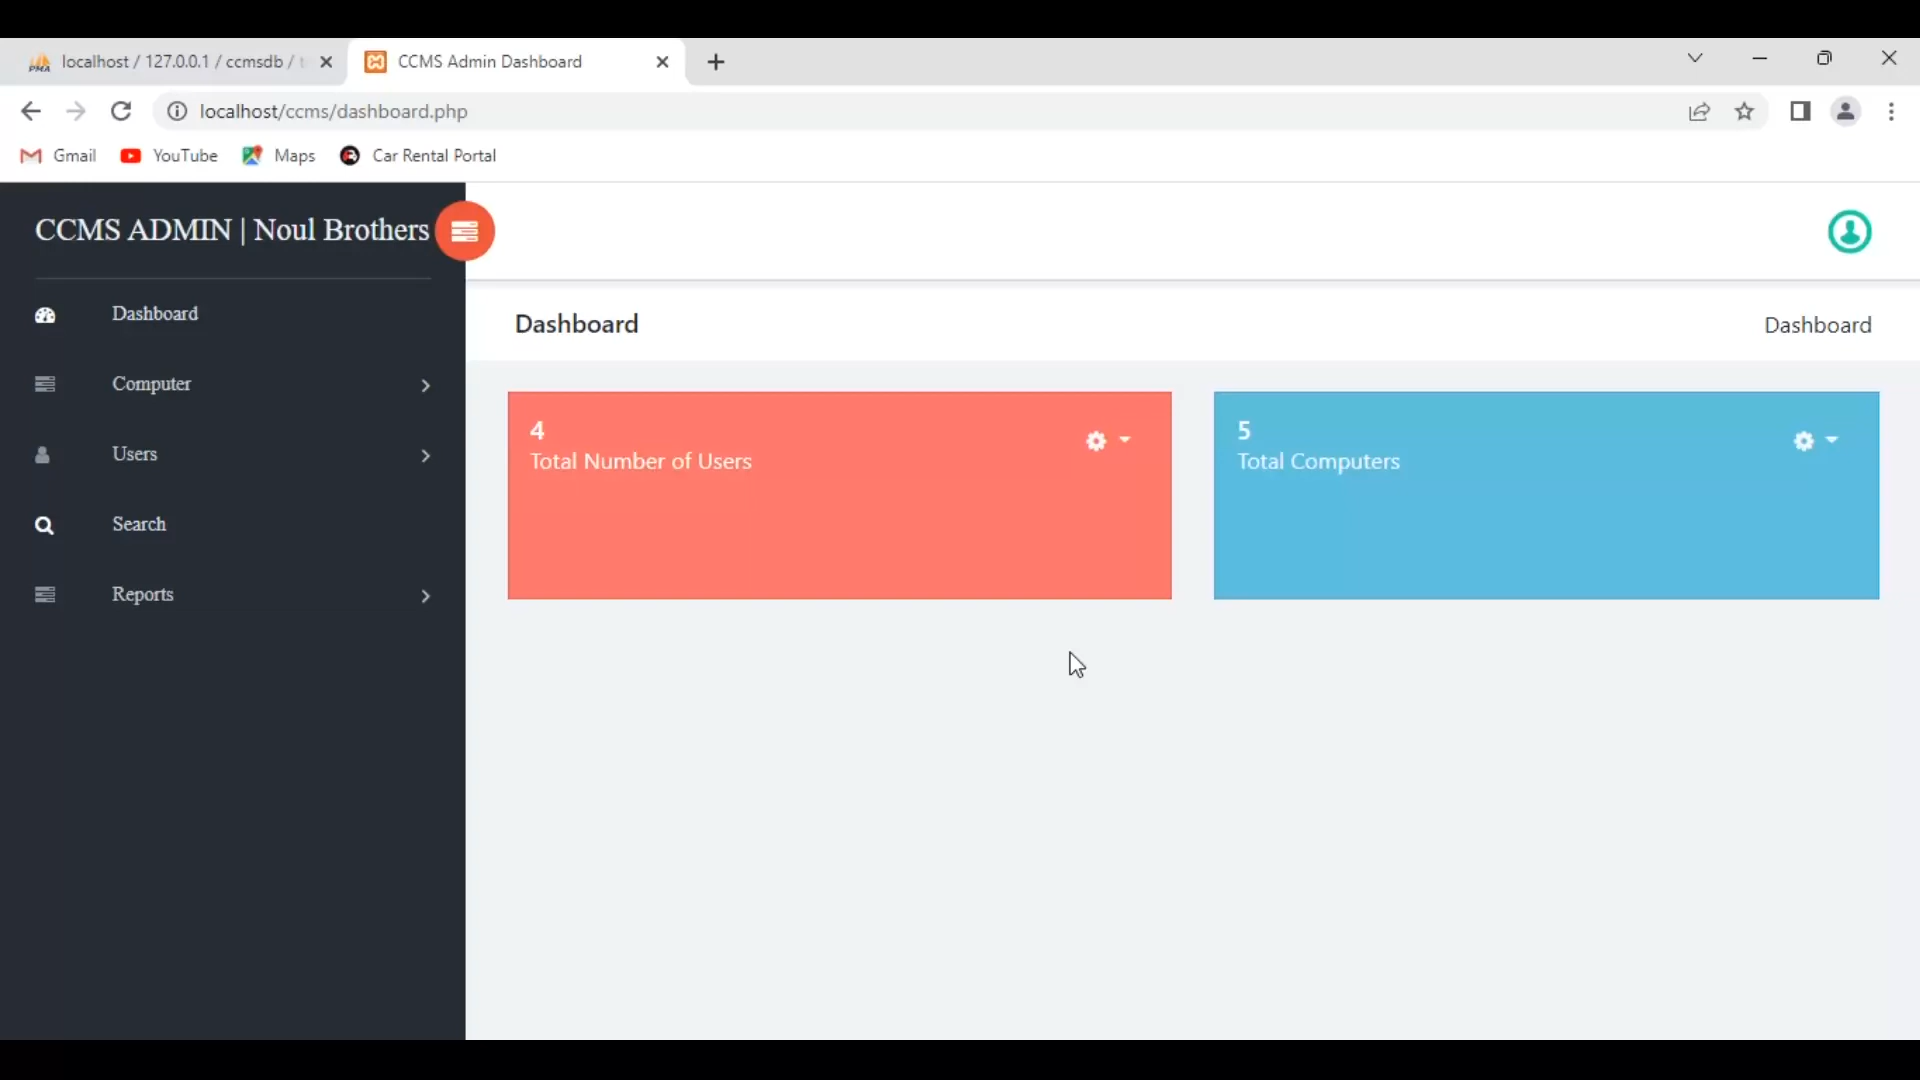 localhost / 127.0.0.1 / ccmsdb /
CCMS Admin Dashboard
localhost/ccms/dashboard.php
Gmail
YouTube
Maps
Car Rental Portal
CCMS ADMIN | Noul Brothers
Dashboard
Computer
Users
Search
Reports
Dashboard
Dashboard
4
Total Number of Users
5
Total Computers